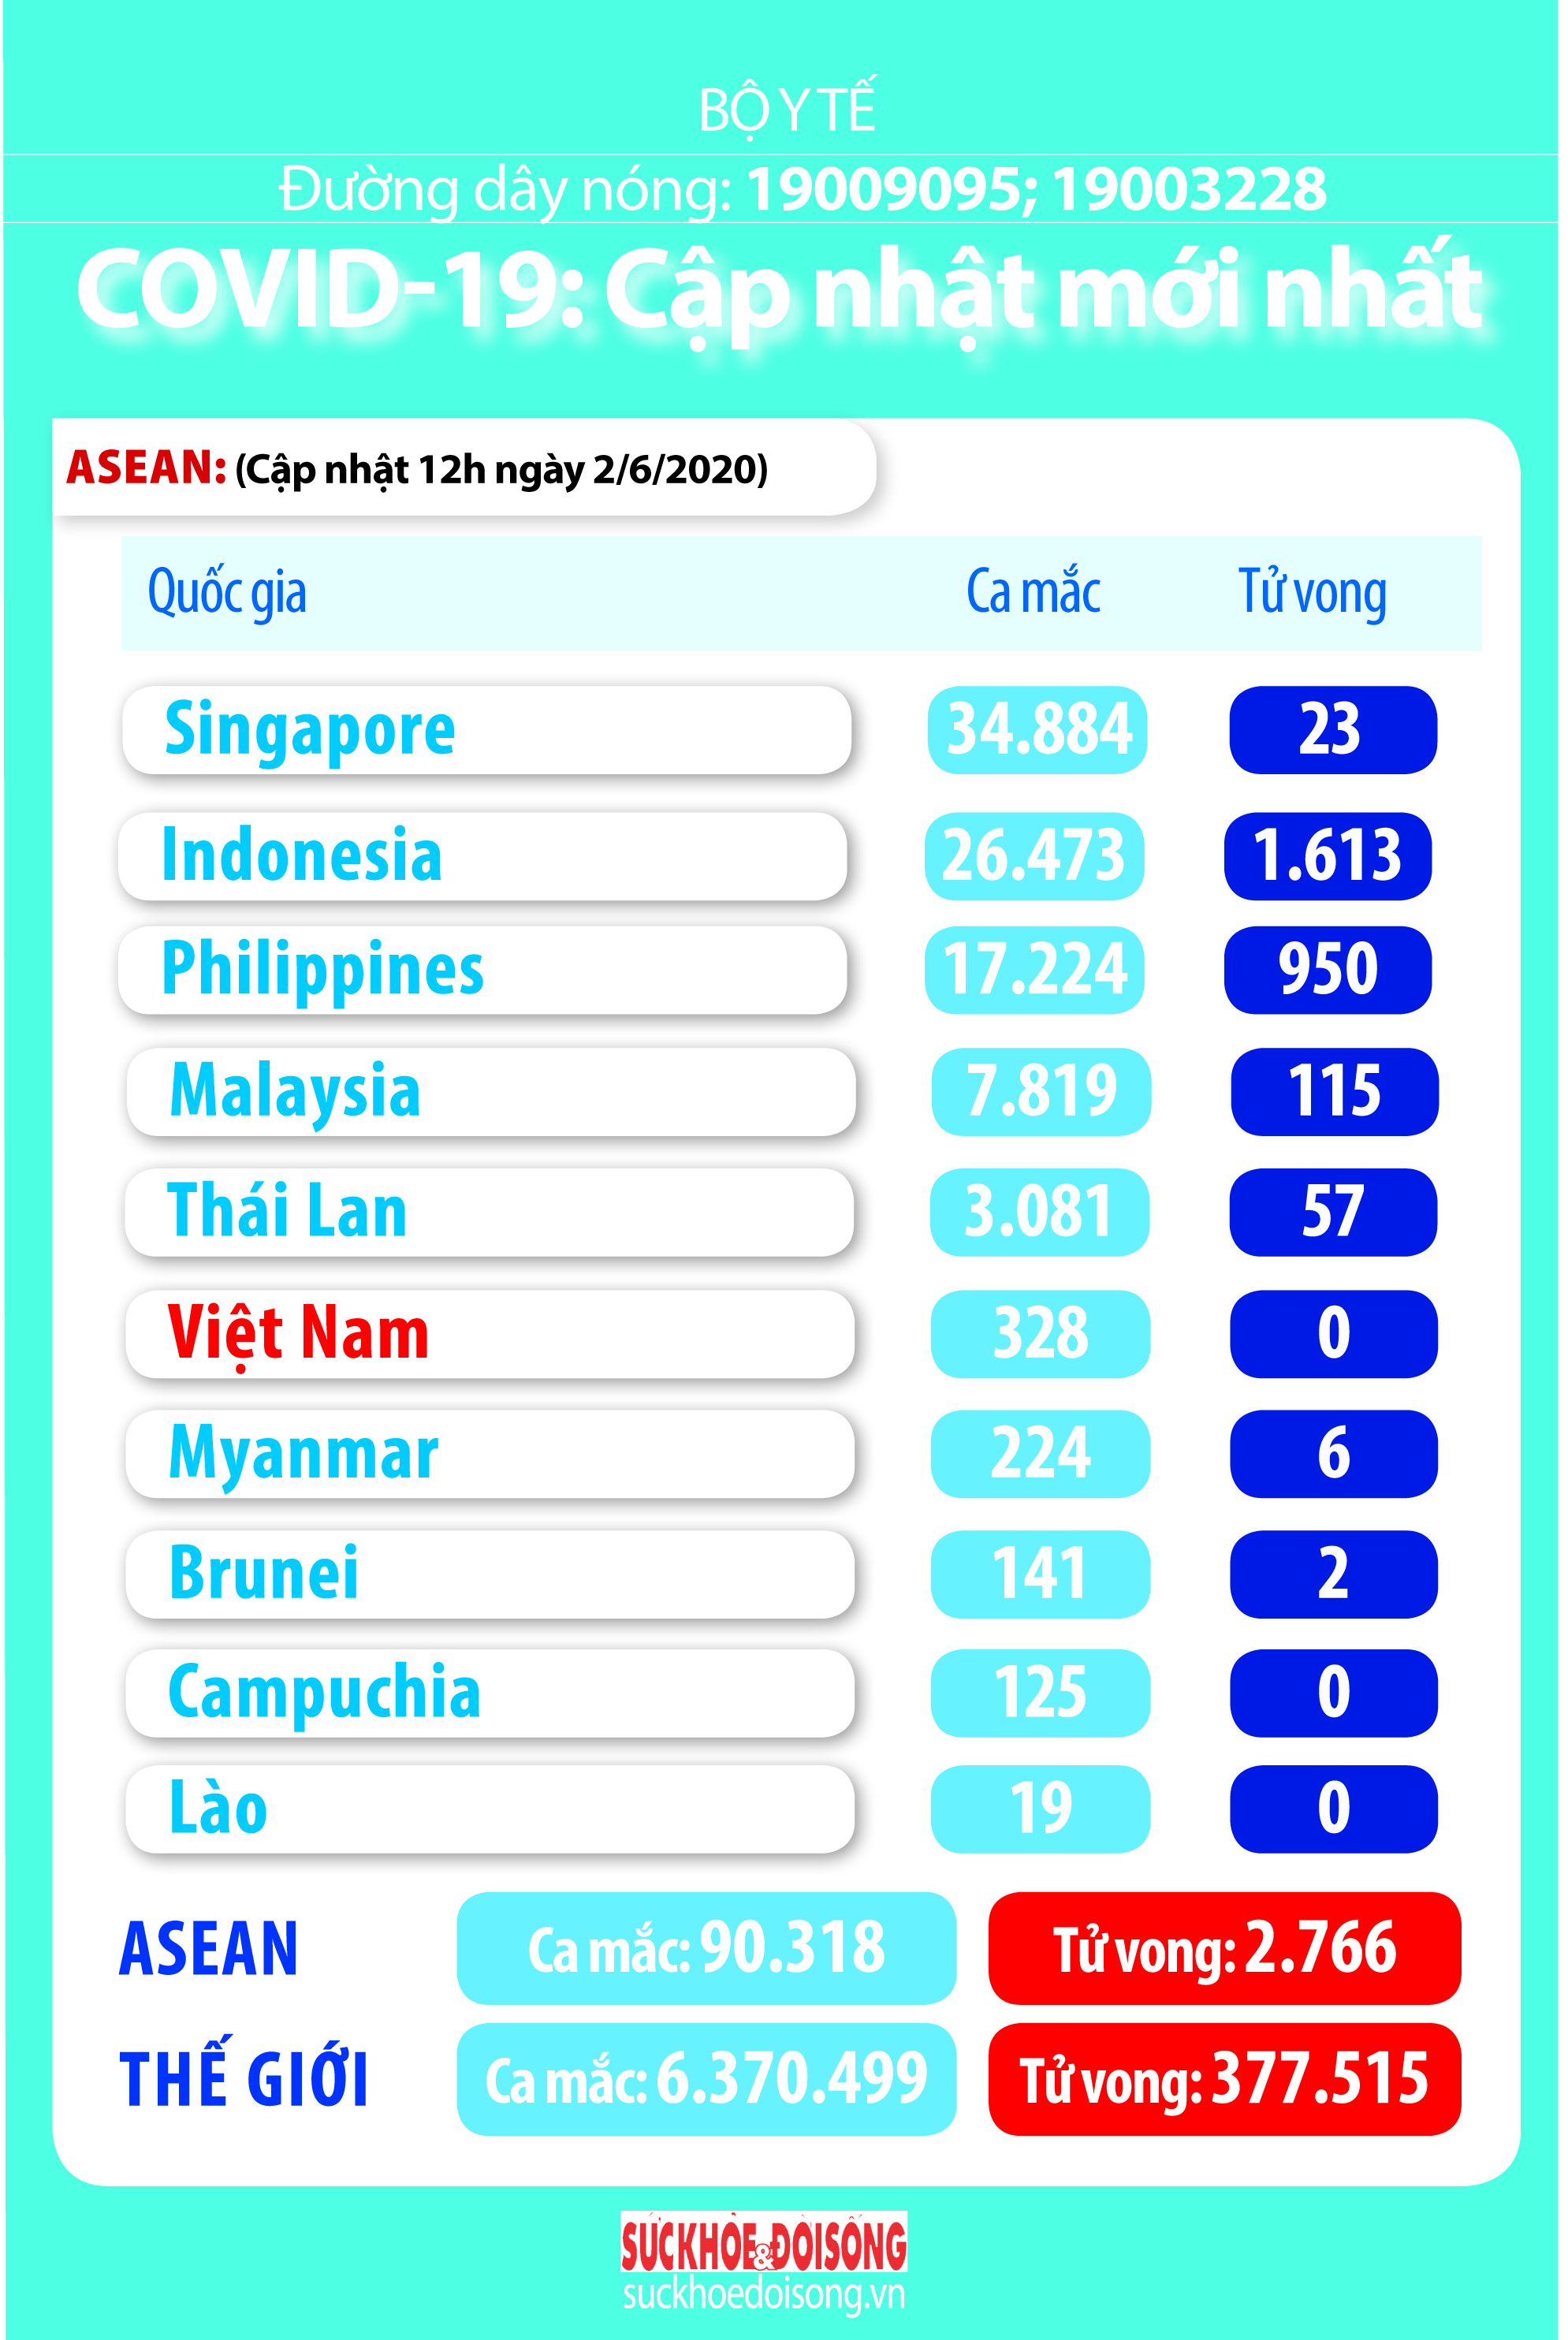 BỘ Y TẾ
Đường dây nóng: 19009095; 19003228
COVID-19: Cập nhật mới nhất
ASEAN: (Cập nhật 12h ngày 2/6/2020)
Quốc gia Ca mắc Tử vong
Singapore 34.884 23
Indonesia 26.473 1.613
Philippines 17.224 950
Malaysia 7.819 115
Thái Lan 3.081 57
Việt Nam 328 0
Myanmar 224 6
Brunei 141 2
Campuchia 125 0
Lào 19 0
ASEAN Ca mắc: 90.318 Tử vong: 2.766
THẾ GIỚI Ca mắc: 6.370.499 Tử vong: 377.515
SỨCKHỎE&ĐỜISỐNG
suckhoedoisong.vn